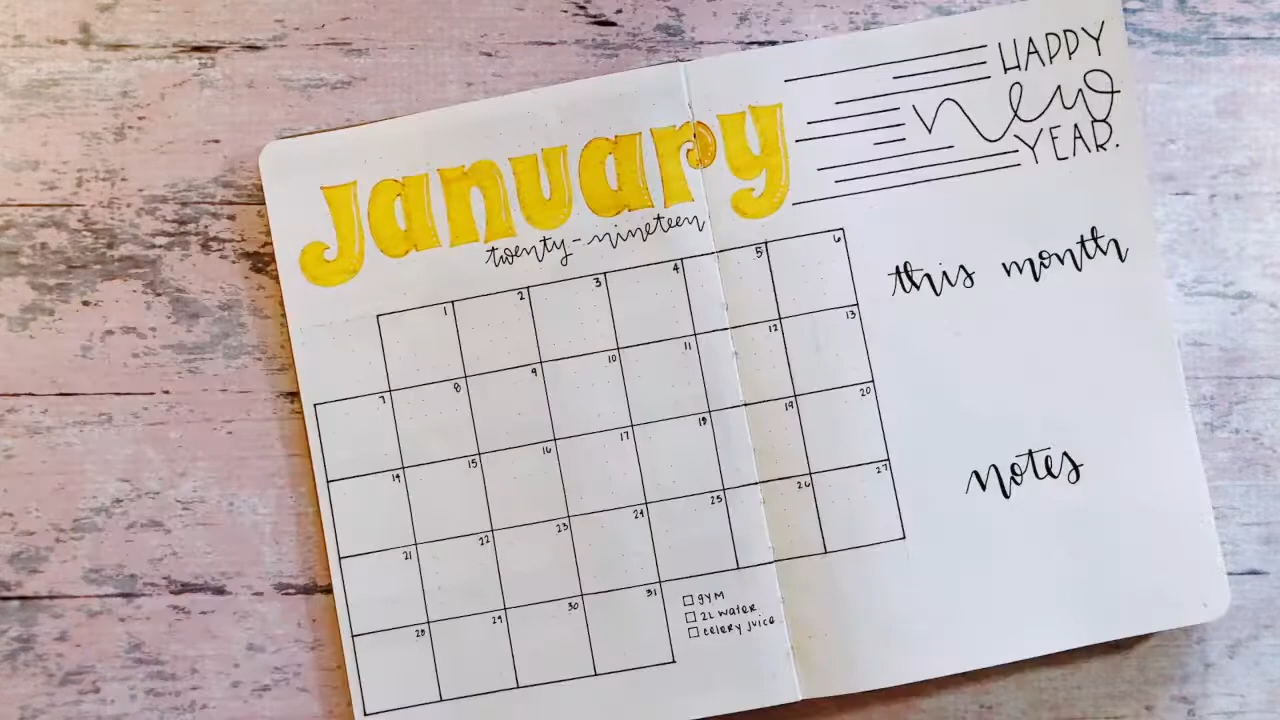 January
twenty-nineteen
HAPPY
new
YEAR.
this month
notes
1 2 3 4 5 6
7 8 9 10 11 12 13
14 15 16 17 18 19 20
21 22 23 24 25 26 27
28 29 30 31
GYM
2L water
celery juice